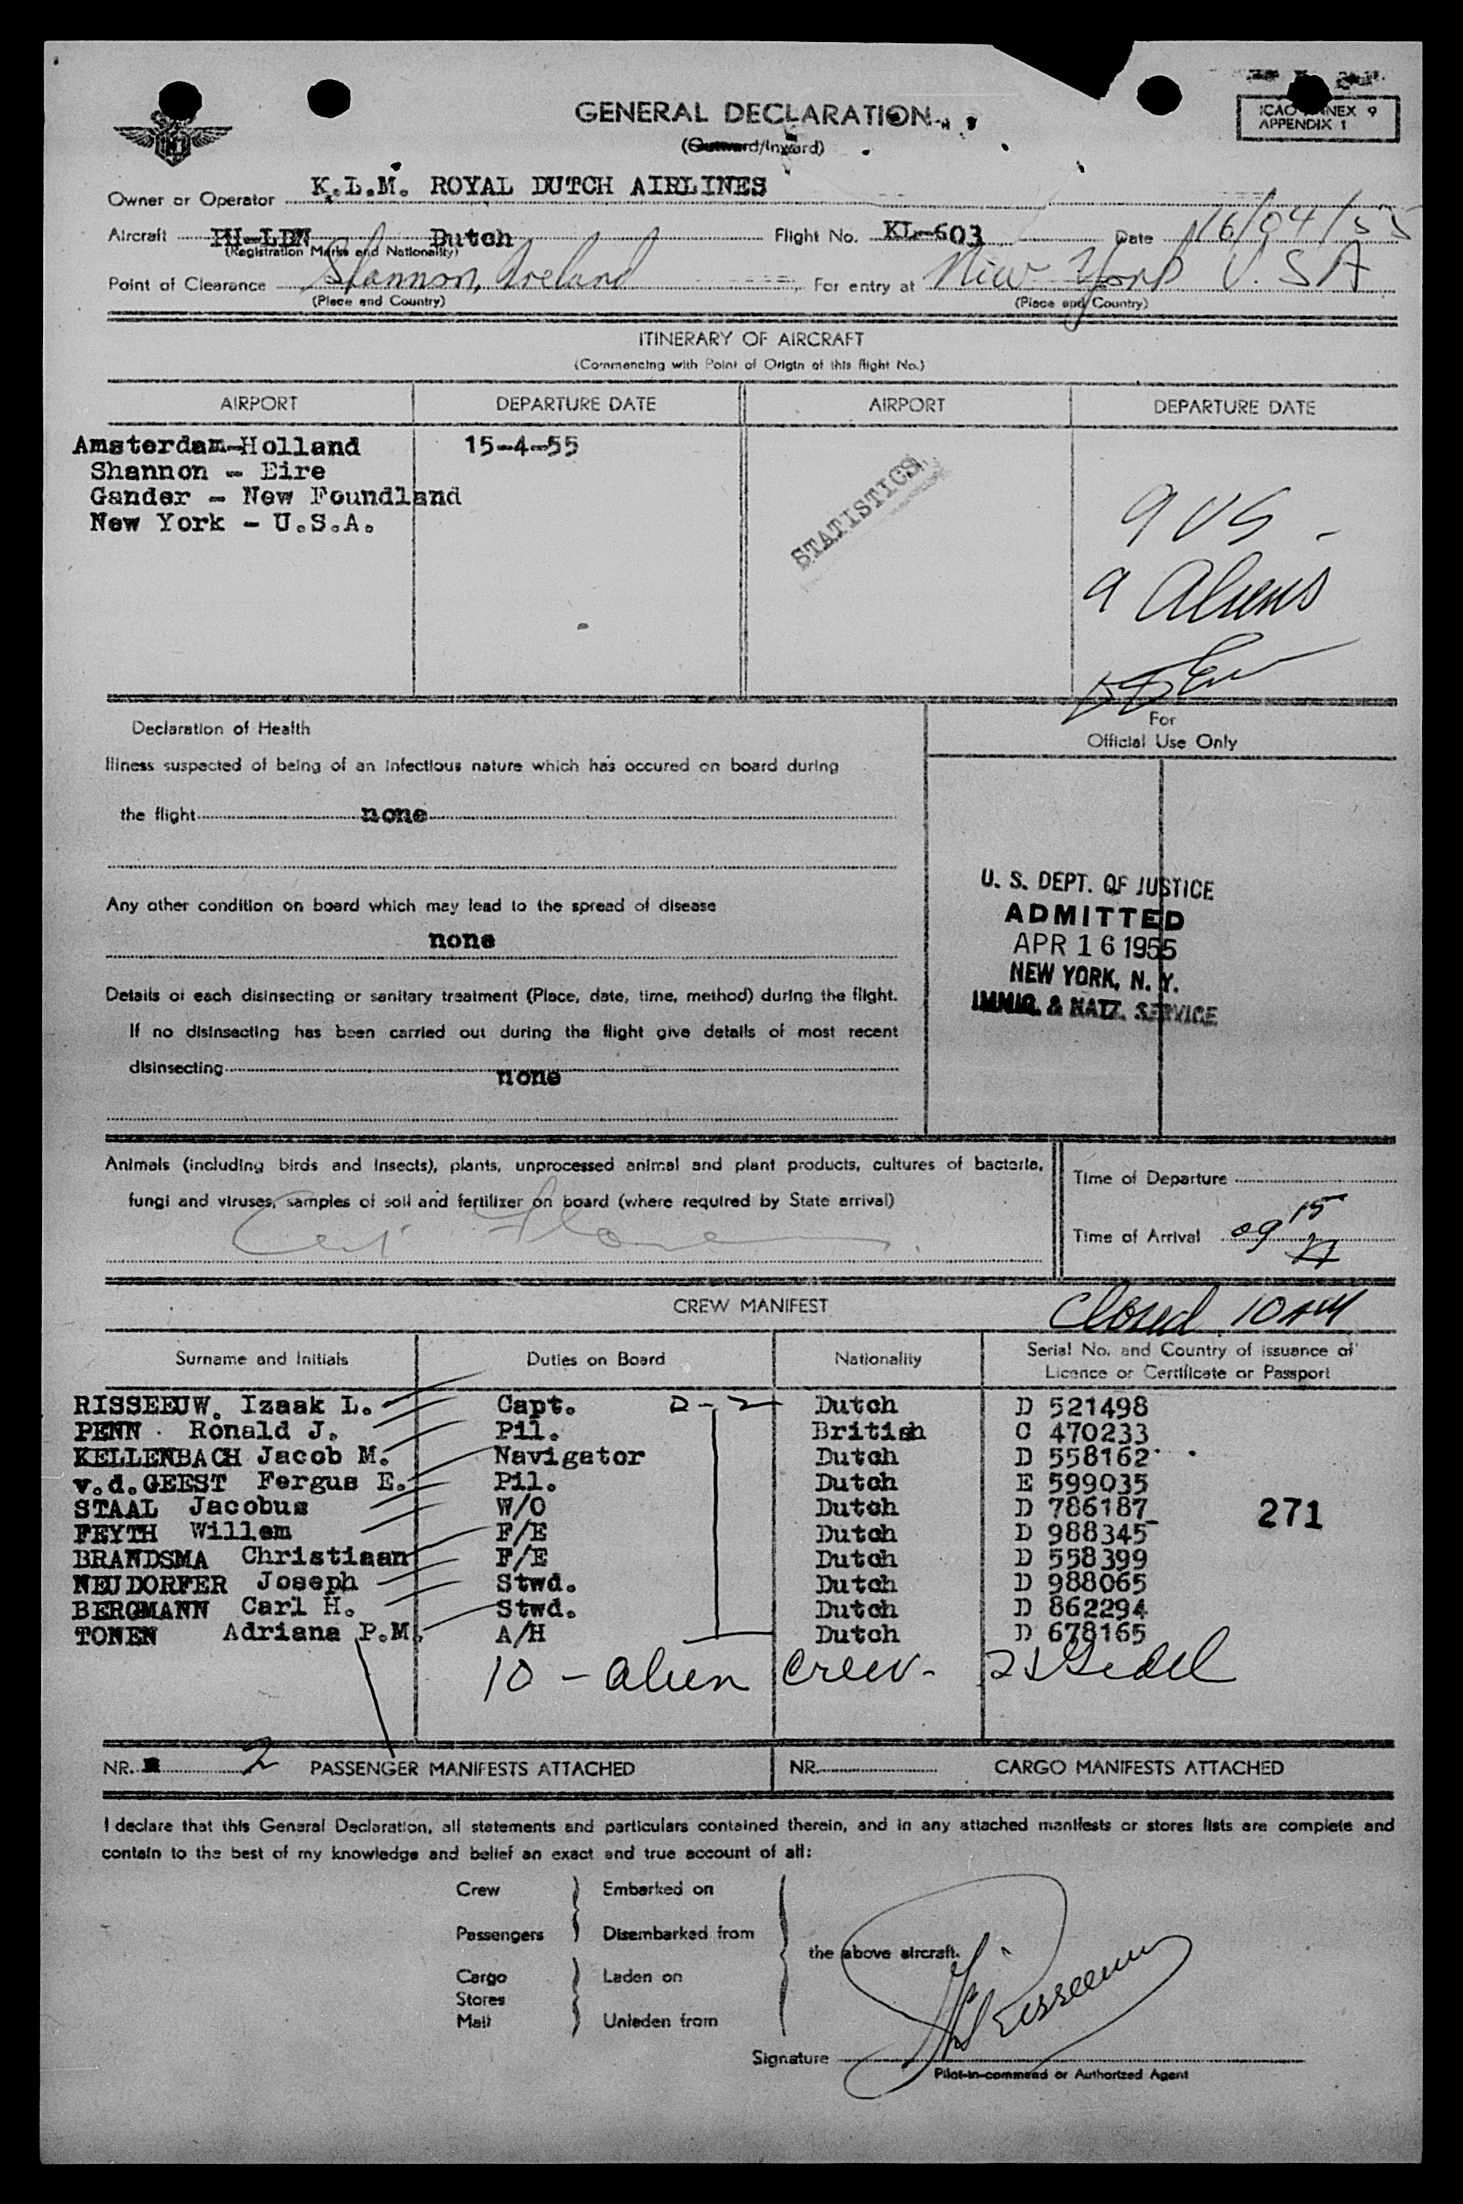 GENERAL DECLARATION
(Outward/Inward)
ICAO ANNEX 9
APPENDIX 1
Owner or Operator K.L.M. ROYAL DUTCH AIRLINES
Aircraft Dutch Flight No. KL-603 Date 16/04/55
(Registration Marks and Nationality)
Point of Clearance Shannon, Ireland For entry at New York U.S.A
(Place and Country) (Place and Country)
ITINERARY OF AIRCRAFT
(Commencing with Point of Origin of this flight No.)
AIRPORT DEPARTURE DATE AIRPORT DEPARTURE DATE
Amsterdam-Holland 15-4-55
Shannon - Eire
Gander - New Foundland
New York - U.S.A.
STATISTICS
9 US -
9 Aliens
Declaration of Health
For
Official Use Only
Illness suspected of being of an infectious nature which has occured on board during
the flight none
Any other condition on board which may lead to the spread of disease
none
Details of each disinsecting or sanitary treatment (Place, date, time, method) during the flight.
If no disinsecting has been carried out during the flight give details of most recent
disinsecting none
U. S. DEPT. OF JUSTICE
ADMITTED
APR 16 1955
NEW YORK, N. Y.
IMMIG. & NATZ. SERVICE
Animals (including birds and insects), plants, unprocessed animal and plant products, cultures of bacteria,
fungi and viruses, samples of soil and fertilizer on board (where required by State arrival)
Time of Departure
Time of Arrival 09 15
CREW MANIFEST
Closed 10 AM
Surname and Initials Duties on Board Nationality Serial No. and Country of issuance of
Licence or Certificate or Passport
RISSEEUW. Izaak L. Capt. D-2 Dutch D 521498
PENN Ronald J. Pil. British C 470233
KELLENBACH Jacob M. Navigator Dutch D 558162
v.d.GEEST Fergus E. Pil. Dutch E 599035
STAAL Jacobus W/O Dutch D 786187
FEYTH Willem F/E Dutch D 988345
BRANDSMA Christiaan F/E Dutch D 558399
NEUDORFER Joseph Stwd. Dutch D 988065
BERGMANN Carl H. Stwd. Dutch D 862294
TONEN Adriana P.M. A/H Dutch D 678165
271
10 - alien crew -
NR. 2 PASSENGER MANIFESTS ATTACHED NR. CARGO MANIFESTS ATTACHED
I declare that this General Declaration, all statements and particulars contained therein, and in any attached manifests or stores lists are complete and
contain to the best of my knowledge and belief an exact and true account of all:
Crew Embarked on
Passengers Disembarked from
the above aircraft.
Cargo Laden on
Stores
Mail Unladen from
Signature
Pilot-in-command or Authorized Agent